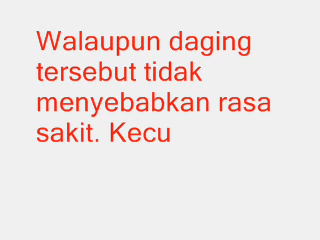 Walaupun daging
tersebut tidak
menyebabkan rasa
sakit. Kecu